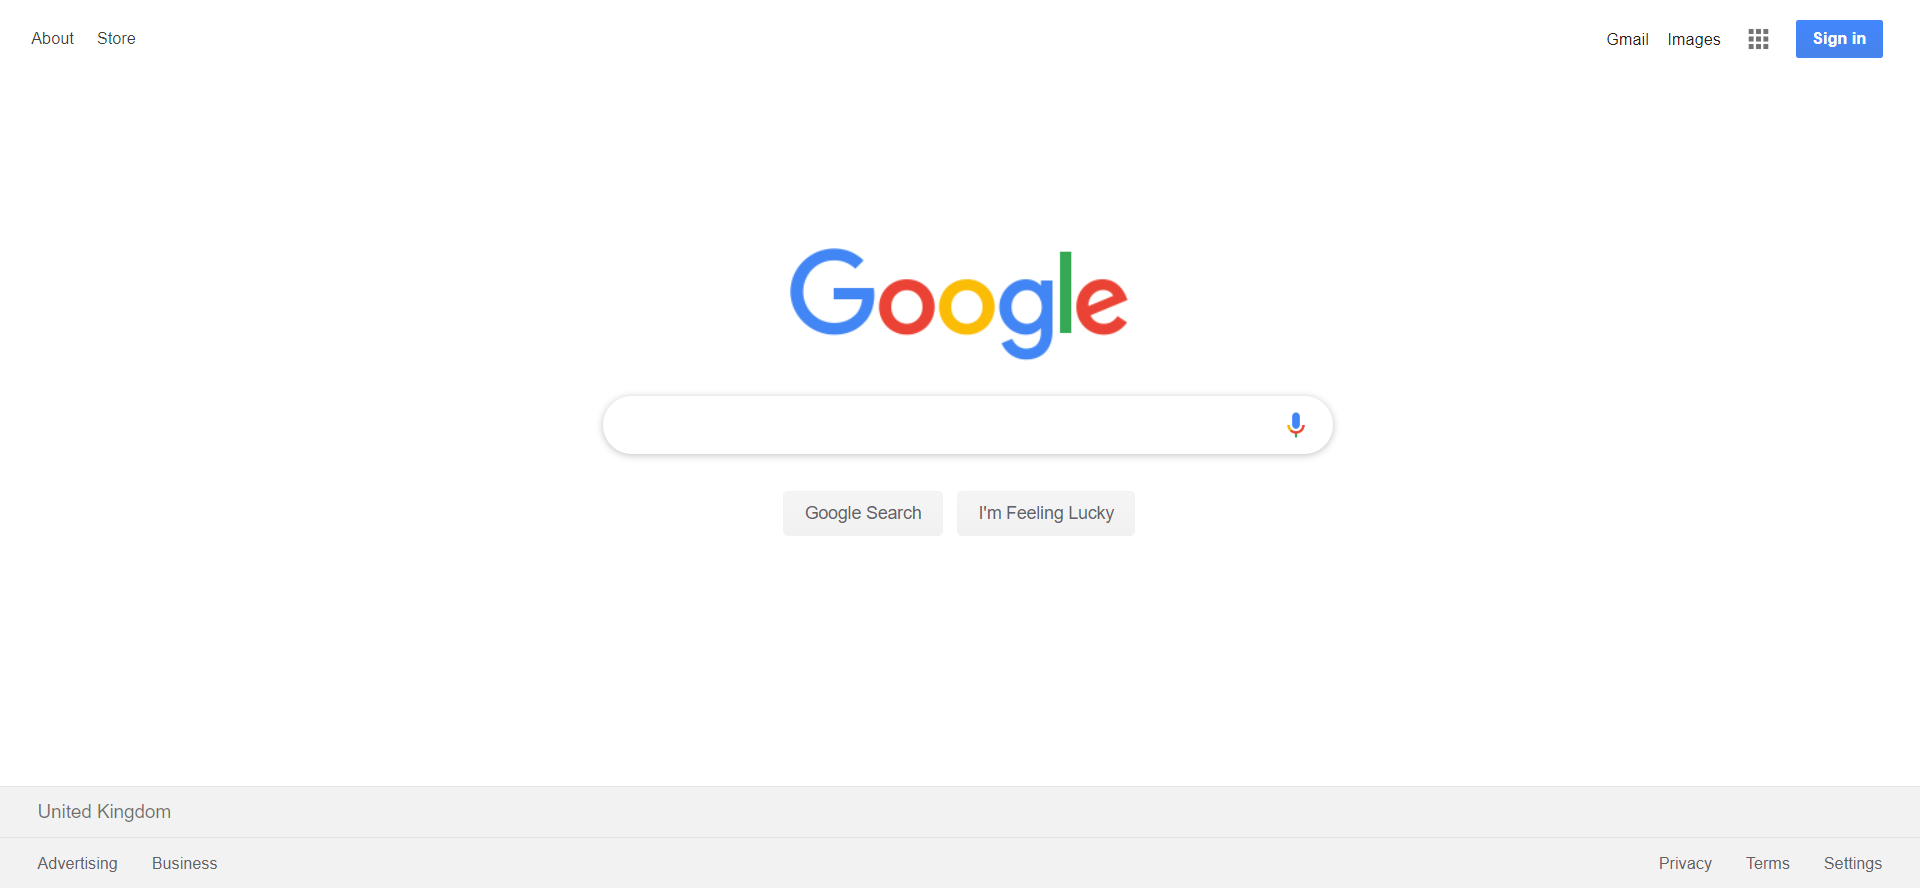 About Store Gmail Images Sign in
Google
Google Search I'm Feeling Lucky
United Kingdom
Advertising Business Privacy Terms Settings